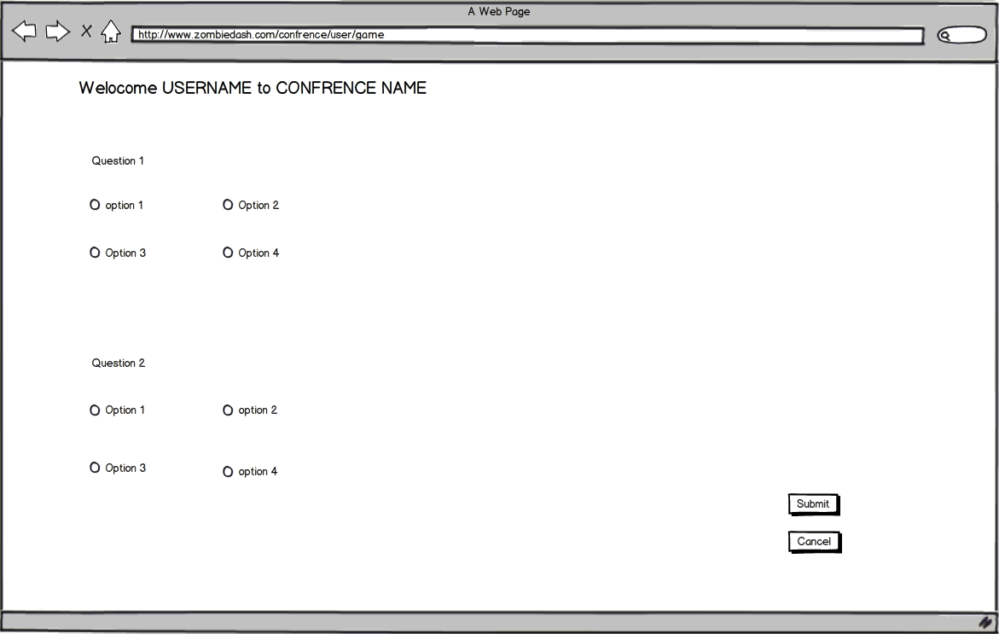 A Web Page
http://www.zombiedash.com/confrence/user/game
Welocome USERNAME to CONFRENCE NAME
Question 1
option 1 Option 2
Option 3 Option 4
Question 2
Option 1 option 2
Option 3 option 4
Submit
Cancel